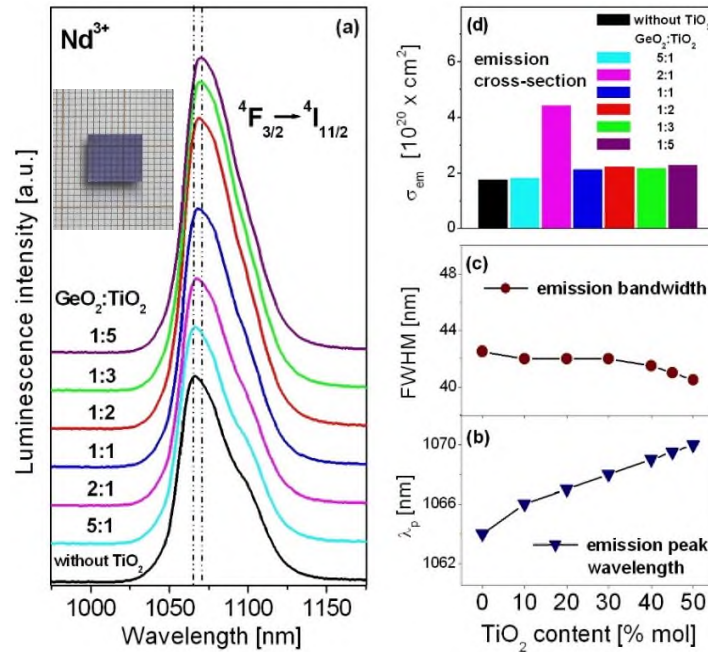 Nd³⁺
(a)
⁴F₃/₂ → ⁴I₁₁/₂
GeO₂:TiO₂
1:5
1:3
1:2
1:1
2:1
5:1
without TiO₂
Luminescence intensity [a.u.]
1000 1050 1100 1150
Wavelength [nm]
(d)
without TiO₂
GeO₂:TiO₂
emission
cross-section
5:1
2:1
1:1
1:2
1:3
1:5
6
4
2
0
σem [10²⁰ x cm²]
(c)
emission bandwidth
48
44
40
FWHM [nm]
(b)
1070
1066
1062
λp [nm]
emission peak
wavelength
0 10 20 30 40 50
TiO₂ content [% mol]